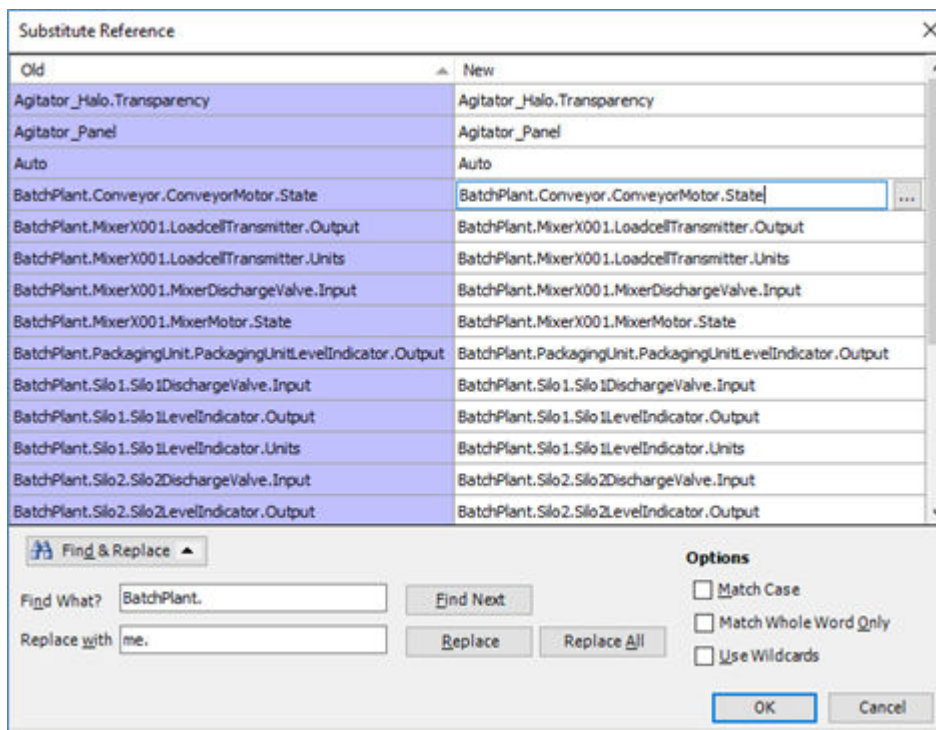 Substitute Reference
Old New
Agitator_Halo.Transparency Agitator_Halo.Transparency
Agitator_Panel Agitator_Panel
Auto Auto
BatchPlant.Conveyor.ConveyorMotor.State BatchPlant.Conveyor.ConveyorMotor.State ...
BatchPlant.MixerX001.LoadcellTransmitter.Output BatchPlant.MixerX001.LoadcellTransmitter.Output
BatchPlant.MixerX001.LoadcellTransmitter.Units BatchPlant.MixerX001.LoadcellTransmitter.Units
BatchPlant.MixerX001.MixerDischargeValve.Input BatchPlant.MixerX001.MixerDischargeValve.Input
BatchPlant.MixerX001.MixerMotor.State BatchPlant.MixerX001.MixerMotor.State
BatchPlant.PackagingUnit.PackagingUnitLevelIndicator.Output BatchPlant.PackagingUnit.PackagingUnitLevelIndicator.Output
BatchPlant.Silo1.Silo1DischargeValve.Input BatchPlant.Silo1.Silo1DischargeValve.Input
BatchPlant.Silo1.Silo1LevelIndicator.Output BatchPlant.Silo1.Silo1LevelIndicator.Output
BatchPlant.Silo1.Silo1LevelIndicator.Units BatchPlant.Silo1.Silo1LevelIndicator.Units
BatchPlant.Silo2.Silo2DischargeValve.Input BatchPlant.Silo2.Silo2DischargeValve.Input
BatchPlant.Silo2.Silo2LevelIndicator.Output BatchPlant.Silo2.Silo2LevelIndicator.Output
Find & Replace
Options
Find What? BatchPlant. Find Next Match Case
Match Whole Word Only
Replace with me. Replace Replace All
Use Wildcards
OK Cancel